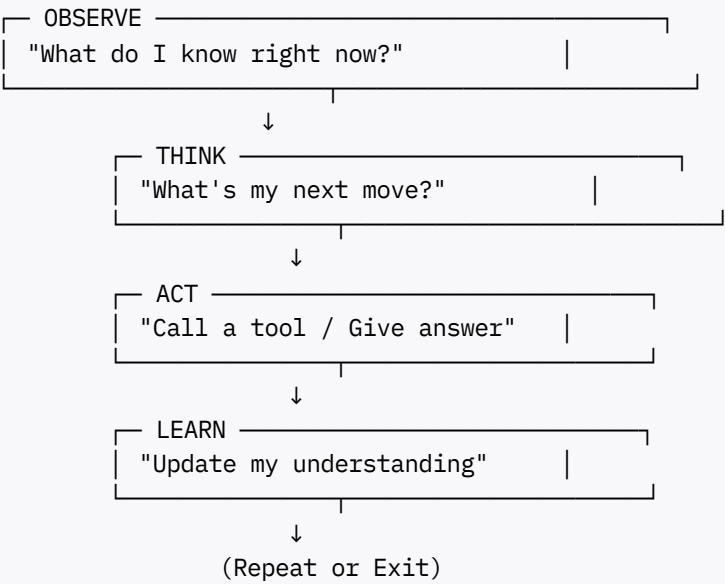 OBSERVE
"What do I know right now?"
↓
THINK
"What's my next move?"
↓
ACT
"Call a tool / Give answer"
↓
LEARN
"Update my understanding"
↓
(Repeat or Exit)